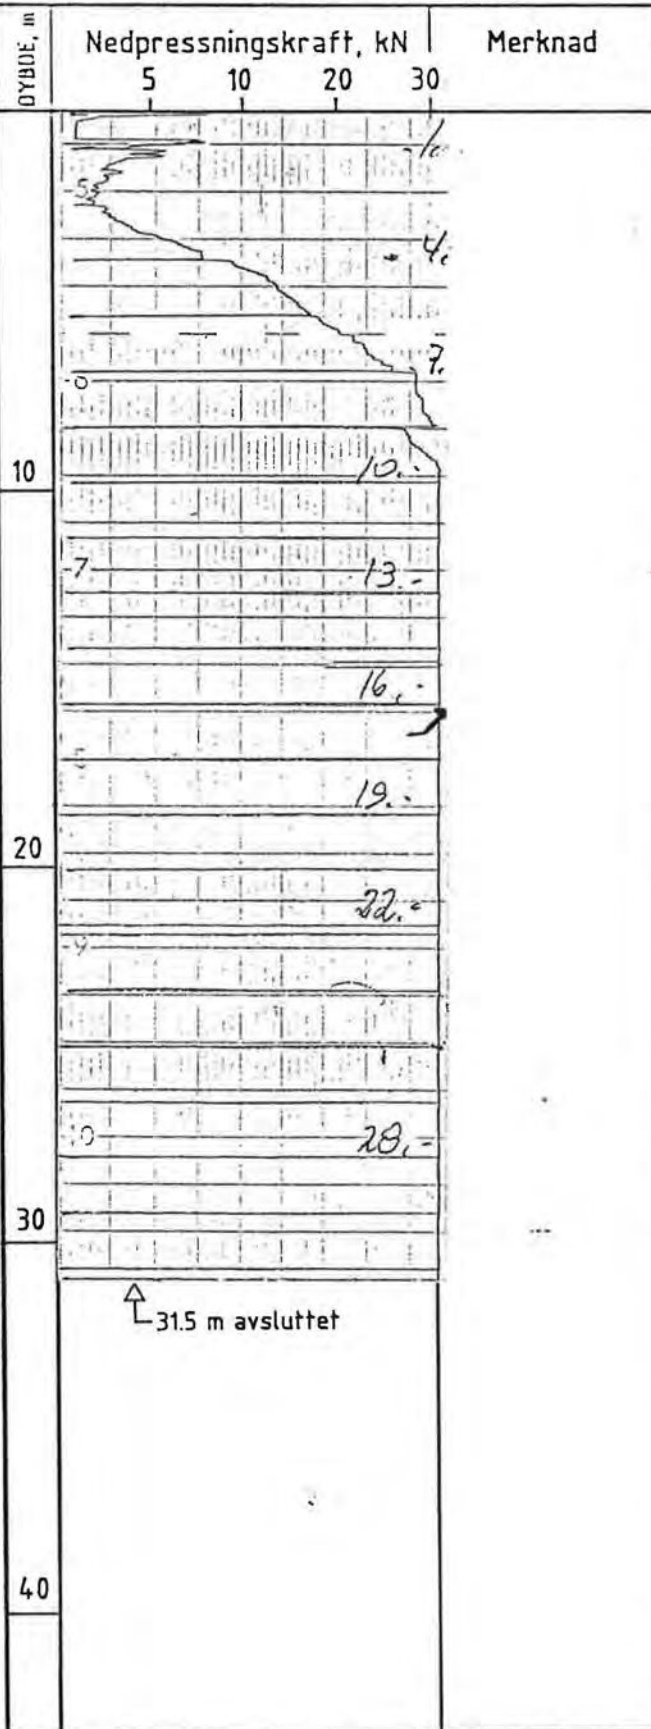 DYBDE, m
Nedpressningskraft, kN
Merknad
5 10 20 30
7.
10.-
10
13.-
16.-
19.-
20
22.-
28.-
30
31.5 m avsluttet
40